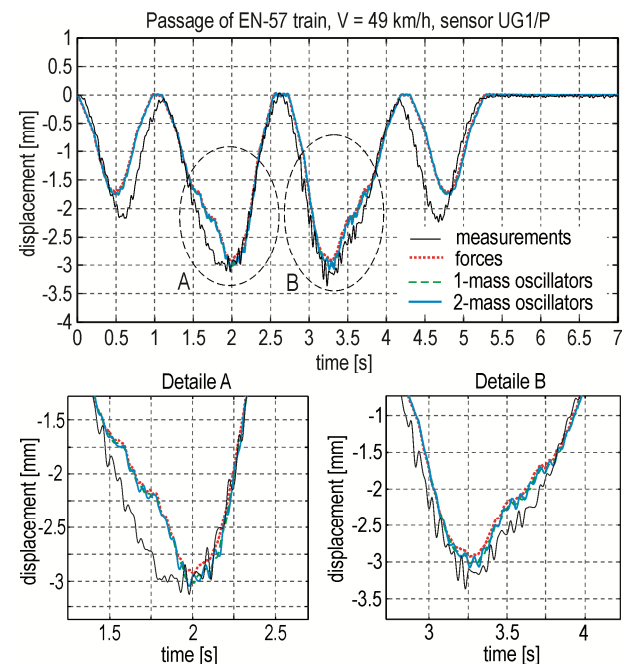 Passage of EN-57 train, V = 49 km/h, sensor UG1/P
displacement [mm]
1
0.5
0
-0.5
-1
-1.5
-2
-2.5
-3
-3.5
-4
A
B
measurements
forces
1-mass oscillators
2-mass oscillators
0 0.5 1 1.5 2 2.5 3 3.5 4 4.5 5 5.5 6 6.5 7
time [s]
Detaile A
displacement [mm]
-1.5
-2
-2.5
-3
1.5 2 2.5
time [s]
Detaile B
displacement [mm]
-1
-1.5
-2
-2.5
-3
-3.5
3 3.5 4
time [s]